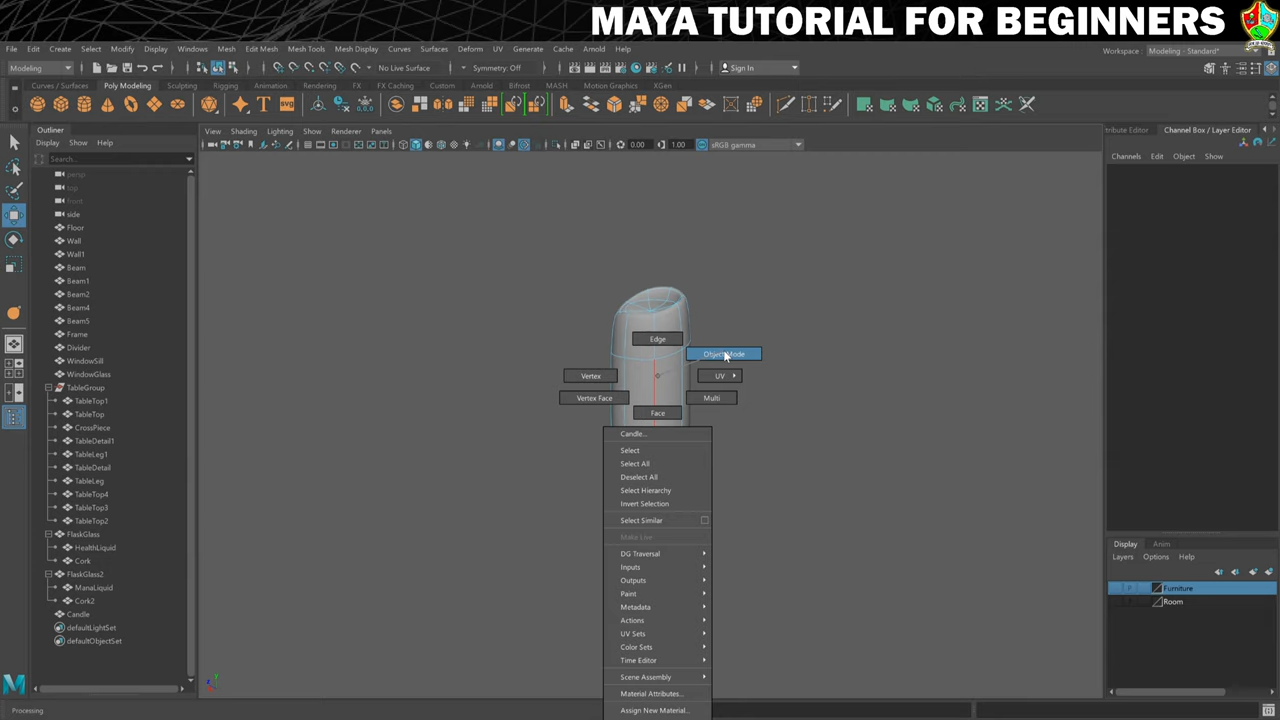 MAYA TUTORIAL FOR BEGINNERS
File Edit Create Select Modify Display Windows Mesh Edit Mesh Mesh Tools Mesh Display Curves Surfaces Deform UV Generate Cache Arnold Help
Workspace : Modeling - Standard*
Modeling
No Live Surface
Symmetry: Off
Sign In
Curves / Surfaces Poly Modeling Sculpting Rigging Animation Rendering FX FX Caching Custom Arnold Bifrost MASH Motion Graphics XGen
Outliner
Display Show Help
Search...
persp
top
front
side
Floor
Wall
Wall1
Beam
Beam1
Beam2
Beam4
Beam5
Frame
Divider
WindowSill
WindowGlass
TableGroup
TableTop1
TableTop
CrossPiece
TableDetail1
TableLeg1
TableDetail
TableLeg
TableTop4
TableTop3
TableTop2
FlaskGlass
HealthLiquid
Cork
FlaskGlass2
ManaLiquid
Cork2
Candle
defaultLightSet
defaultObjectSet
View Shading Lighting Show Renderer Panels
0.00 1.00 sRGB gamma
Edge
Object Mode
Vertex
UV
Vertex Face
Multi
Face
Candle...
Select
Select All
Deselect All
Select Hierarchy
Invert Selection
Select Similar
Make Live
DG Traversal
Inputs
Outputs
Paint
Metadata
Actions
UV Sets
Color Sets
Time Editor
Scene Assembly
Material Attributes...
Assign New Material...
Channel Box / Layer Editor
Channels Edit Object Show
Display Anim
Layers Options Help
P Furniture
Room
Processing